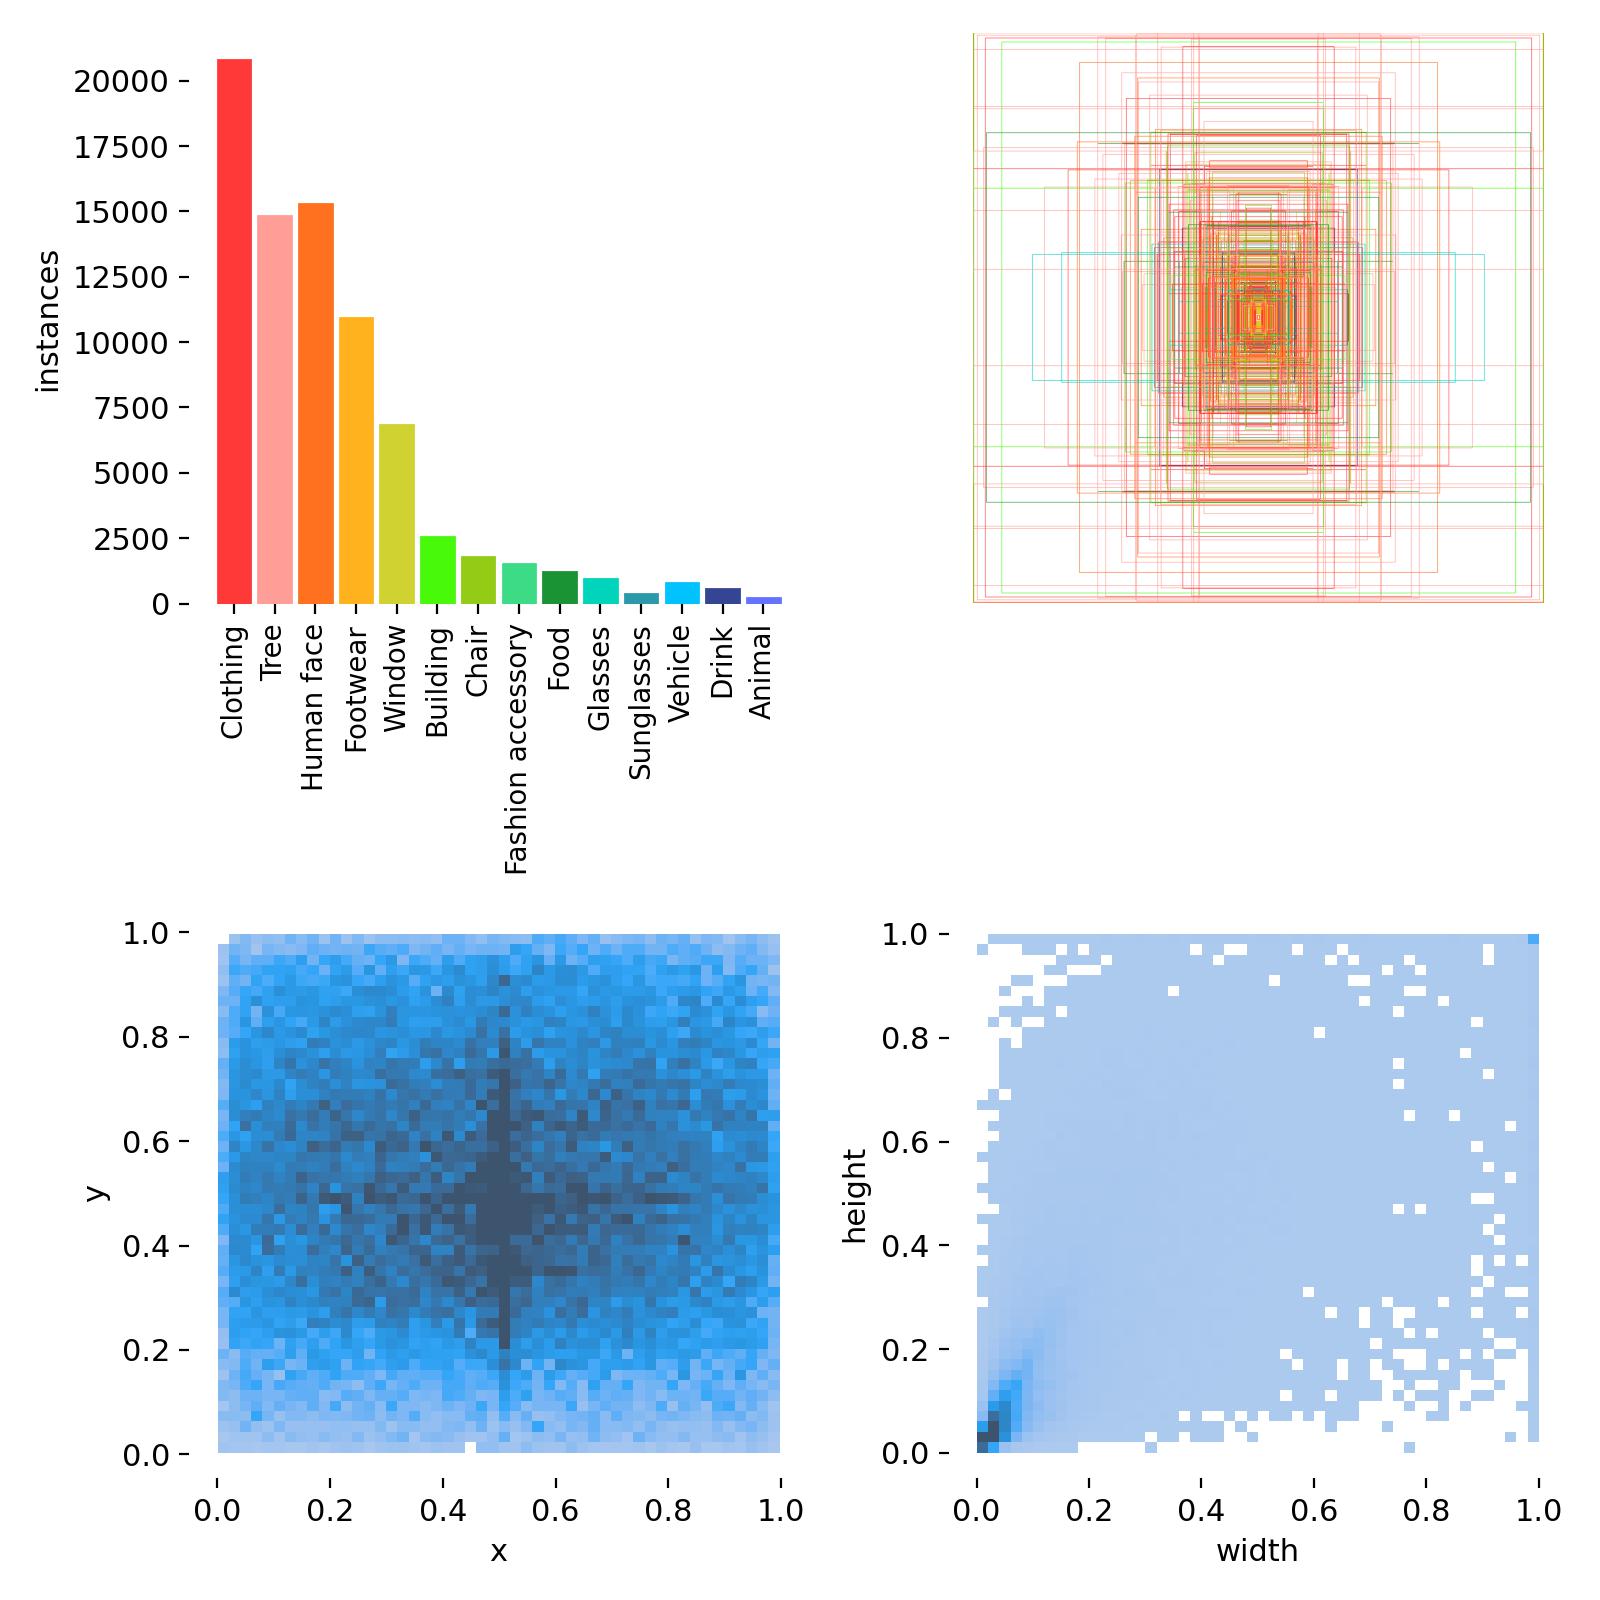 20000
17500
15000
12500
10000
7500
5000
2500
0
instances
Clothing
Tree
Human face
Footwear
Window
Building
Chair
Fashion accessory
Food
Glasses
Sunglasses
Vehicle
Drink
Animal
1.0
0.8
0.6
0.4
0.2
0.0
y
0.0 0.2 0.4 0.6 0.8 1.0
x
1.0
0.8
0.6
0.4
0.2
0.0
height
0.0 0.2 0.4 0.6 0.8 1.0
width